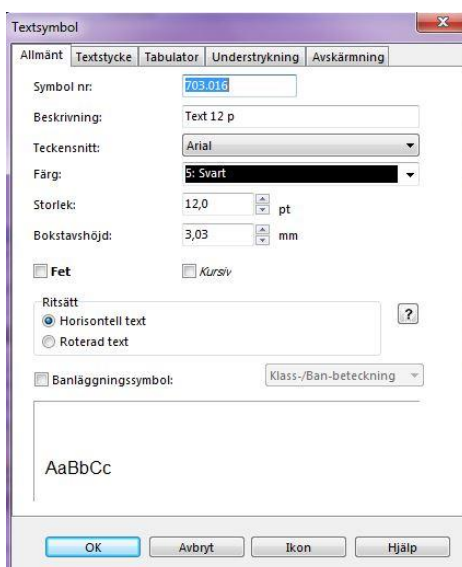 Textsymbol
Allmänt Textstycke Tabulator Understrykning Avskärmning
Symbol nr: 703.016
Beskrivning: Text 12 p
Teckensnitt: Arial
Färg: 5: Svart
Storlek: 12,0 pt
Bokstavshöjd: 3,03 mm
Fet Kursiv
Ritsätt
Horisontell text
?
Roterad text
Banläggningssymbol: Klass-/Ban-beteckning
AaBbCc
OK Avbryt Ikon Hjälp